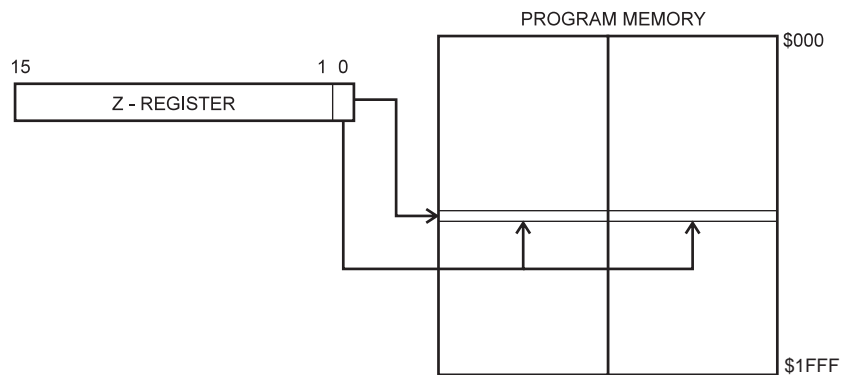 PROGRAM MEMORY
$000
15 1 0
Z - REGISTER
$1FFF